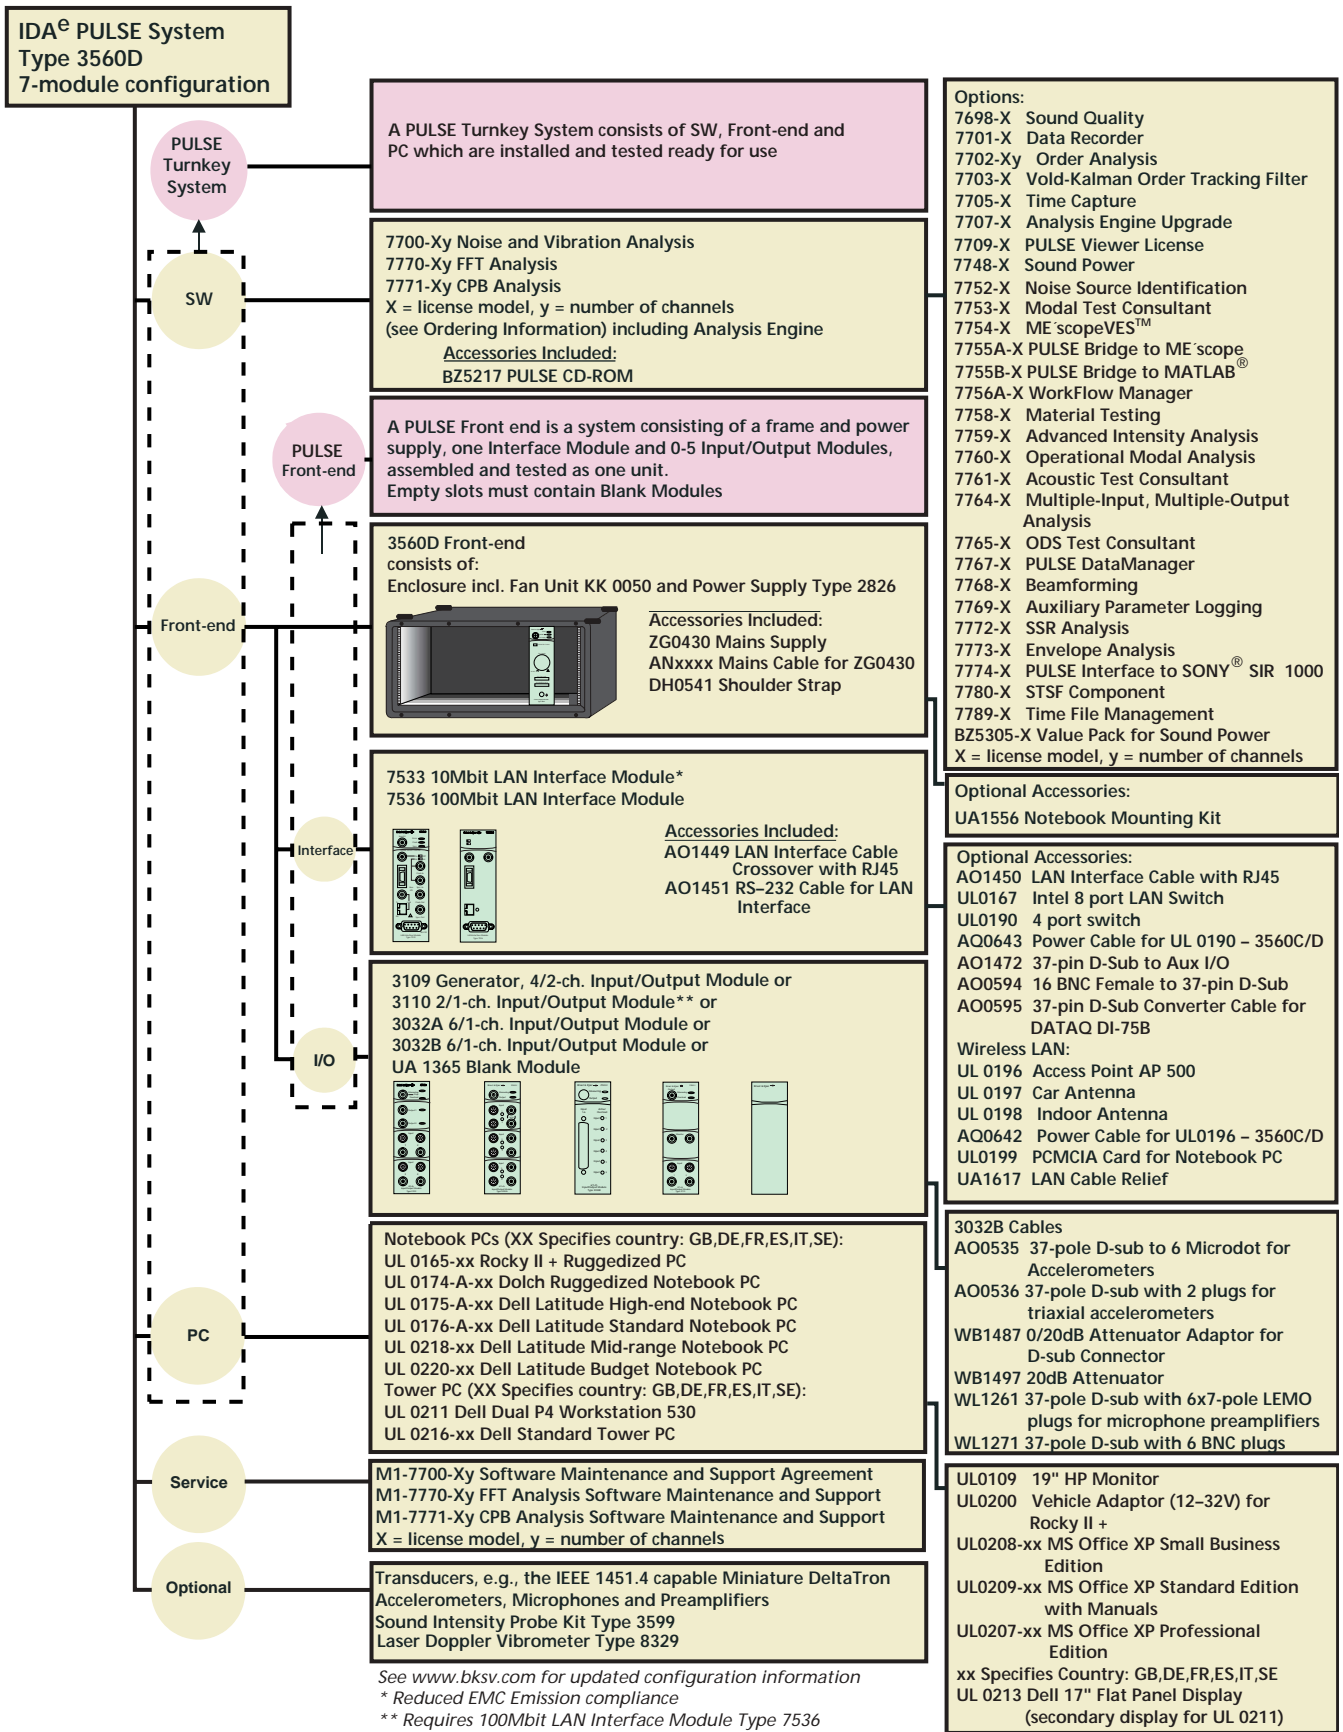 IDAe PULSE System
Type 3560D
7-module configuration
PULSE
Turnkey
System
A PULSE Turnkey System consists of SW, Front-end and
PC which are installed and tested ready for use
SW
7700-Xy Noise and Vibration Analysis
7770-Xy FFT Analysis
7771-Xy CPB Analysis
X = license model, y = number of channels
(see Ordering Information) including Analysis Engine
Accessories Included:
BZ5217 PULSE CD-ROM
PULSE
Front-end
A PULSE Front end is a system consisting of a frame and power
supply, one Interface Module and 0-5 Input/Output Modules,
assembled and tested as one unit.
Empty slots must contain Blank Modules
Front-end
3560D Front-end
consists of:
Enclosure incl. Fan Unit KK 0050 and Power Supply Type 2826
Accessories Included:
ZG0430 Mains Supply
ANxxxx Mains Cable for ZG0430
DH0541 Shoulder Strap
Interface
7533 10Mbit LAN Interface Module*
7536 100Mbit LAN Interface Module
Accessories Included:
AO1449 LAN Interface Cable
Crossover with RJ45
AO1451 RS–232 Cable for LAN
Interface
I/O
3109 Generator, 4/2-ch. Input/Output Module or
3110 2/1-ch. Input/Output Module** or
3032A 6/1-ch. Input/Output Module or
3032B 6/1-ch. Input/Output Module or
UA 1365 Blank Module
PC
Notebook PCs (XX Specifies country: GB,DE,FR,ES,IT,SE):
UL 0165-xx Rocky II + Ruggedized PC
UL 0174-A-xx Dolch Ruggedized Notebook PC
UL 0175-A-xx Dell Latitude High-end Notebook PC
UL 0176-A-xx Dell Latitude Standard Notebook PC
UL 0218-xx Dell Latitude Mid-range Notebook PC
UL 0220-xx Dell Latitude Budget Notebook PC
Tower PC (XX Specifies country: GB,DE,FR,ES,IT,SE):
UL 0211 Dell Dual P4 Workstation 530
UL 0216-xx Dell Standard Tower PC
Service
M1-7700-Xy Software Maintenance and Support Agreement
M1-7770-Xy FFT Analysis Software Maintenance and Support
M1-7771-Xy CPB Analysis Software Maintenance and Support
X = license model, y = number of channels
Optional
Transducers, e.g., the IEEE 1451.4 capable Miniature DeltaTron
Accelerometers, Microphones and Preamplifiers
Sound Intensity Probe Kit Type 3599
Laser Doppler Vibrometer Type 8329
See www.bksv.com for updated configuration information
* Reduced EMC Emission compliance
** Requires 100Mbit LAN Interface Module Type 7536
Options:
7698-X Sound Quality
7701-X Data Recorder
7702-Xy Order Analysis
7703-X Vold-Kalman Order Tracking Filter
7705-X Time Capture
7707-X Analysis Engine Upgrade
7709-X PULSE Viewer License
7748-X Sound Power
7752-X Noise Source Identification
7753-X Modal Test Consultant
7754-X ME´scopeVES™
7755A-X PULSE Bridge to ME´scope
7755B-X PULSE Bridge to MATLAB®
7756A-X WorkFlow Manager
7758-X Material Testing
7759-X Advanced Intensity Analysis
7760-X Operational Modal Analysis
7761-X Acoustic Test Consultant
7764-X Multiple-Input, Multiple-Output
Analysis
7765-X ODS Test Consultant
7767-X PULSE DataManager
7768-X Beamforming
7769-X Auxiliary Parameter Logging
7772-X SSR Analysis
7773-X Envelope Analysis
7774-X PULSE Interface to SONY® SIR 1000
7780-X STSF Component
7789-X Time File Management
BZ5305-X Value Pack for Sound Power
X = license model, y = number of channels
Optional Accessories:
UA1556 Notebook Mounting Kit
Optional Accessories:
AO1450 LAN Interface Cable with RJ45
UL0167 Intel 8 port LAN Switch
UL0190 4 port switch
AQ0643 Power Cable for UL 0190 – 3560C/D
AO1472 37-pin D-Sub to Aux I/O
AO0594 16 BNC Female to 37-pin D-Sub
AO0595 37-pin D-Sub Converter Cable for
DATAQ DI-75B
Wireless LAN:
UL 0196 Access Point AP 500
UL 0197 Car Antenna
UL 0198 Indoor Antenna
AQ0642 Power Cable for UL0196 – 3560C/D
UL0199 PCMCIA Card for Notebook PC
UA1617 LAN Cable Relief
3032B Cables
AO0535 37-pole D-sub to 6 Microdot for
Accelerometers
AO0536 37-pole D-sub with 2 plugs for
triaxial accelerometers
WB1487 0/20dB Attenuator Adaptor for
D-sub Connector
WB1497 20dB Attenuator
WL1261 37-pole D-sub with 6x7-pole LEMO
plugs for microphone preamplifiers
WL1271 37-pole D-sub with 6 BNC plugs
UL0109 19" HP Monitor
UL0200 Vehicle Adaptor (12–32V) for
Rocky II +
UL0208-xx MS Office XP Small Business
Edition
UL0209-xx MS Office XP Standard Edition
with Manuals
UL0207-xx MS Office XP Professional
Edition
xx Specifies Country: GB,DE,FR,ES,IT,SE
UL 0213 Dell 17" Flat Panel Display
(secondary display for UL 0211)